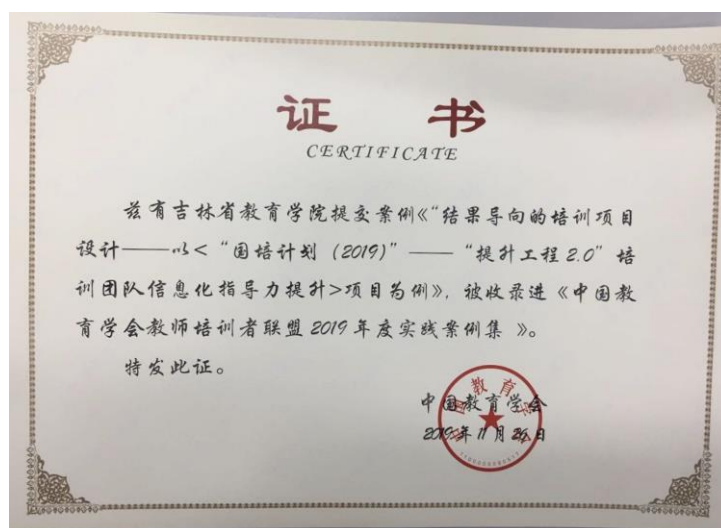 证 书
CERTIFICATE
兹有吉林省教育学院提交案例《“结果导向的培训项目
设计——以<“国培计划（2019）”——“提升工程2.0”培
训团队信息化指导力提升>项目为例》，被收录进《中国教
育学会教师培训者联盟2019年度实践案例集 》。
特发此证。
中国教育学会
2019年11月26日